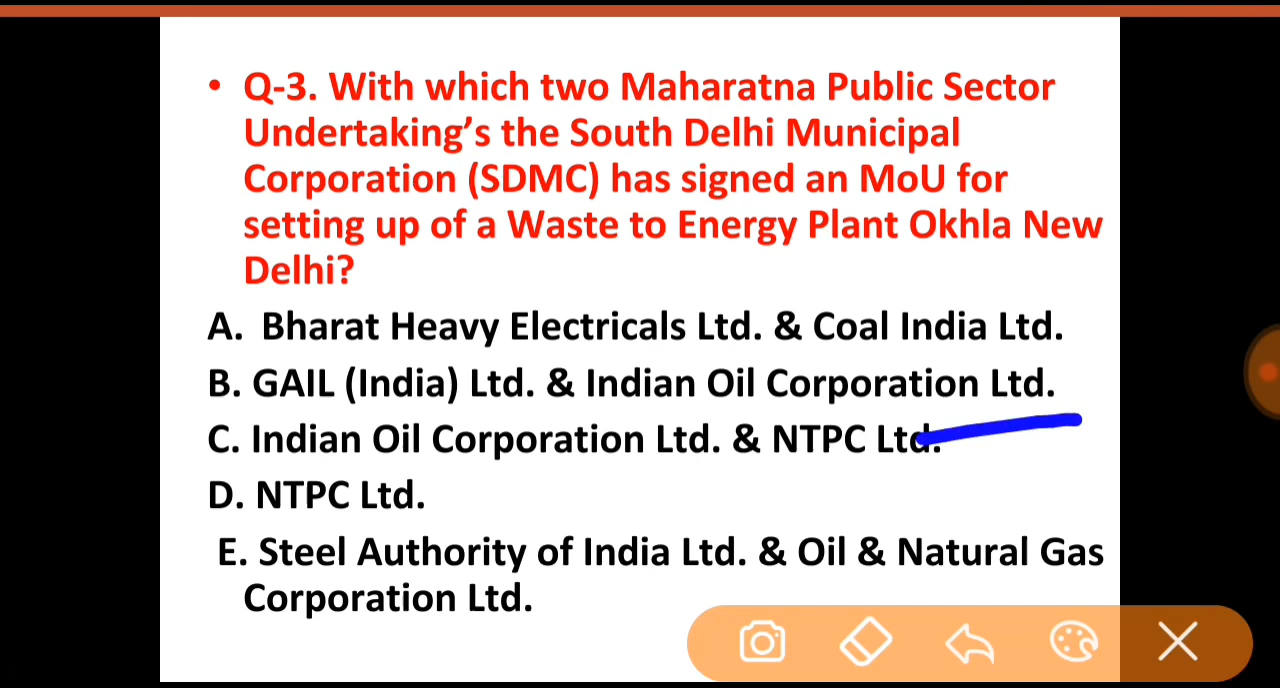 • Q-3. With which two Maharatna Public Sector
Undertaking’s the South Delhi Municipal
Corporation (SDMC) has signed an MoU for
setting up of a Waste to Energy Plant Okhla New
Delhi?
A. Bharat Heavy Electricals Ltd. & Coal India Ltd.
B. GAIL (India) Ltd. & Indian Oil Corporation Ltd.
C. Indian Oil Corporation Ltd. & NTPC Ltd.
D. NTPC Ltd.
E. Steel Authority of India Ltd. & Oil & Natural Gas
Corporation Ltd.